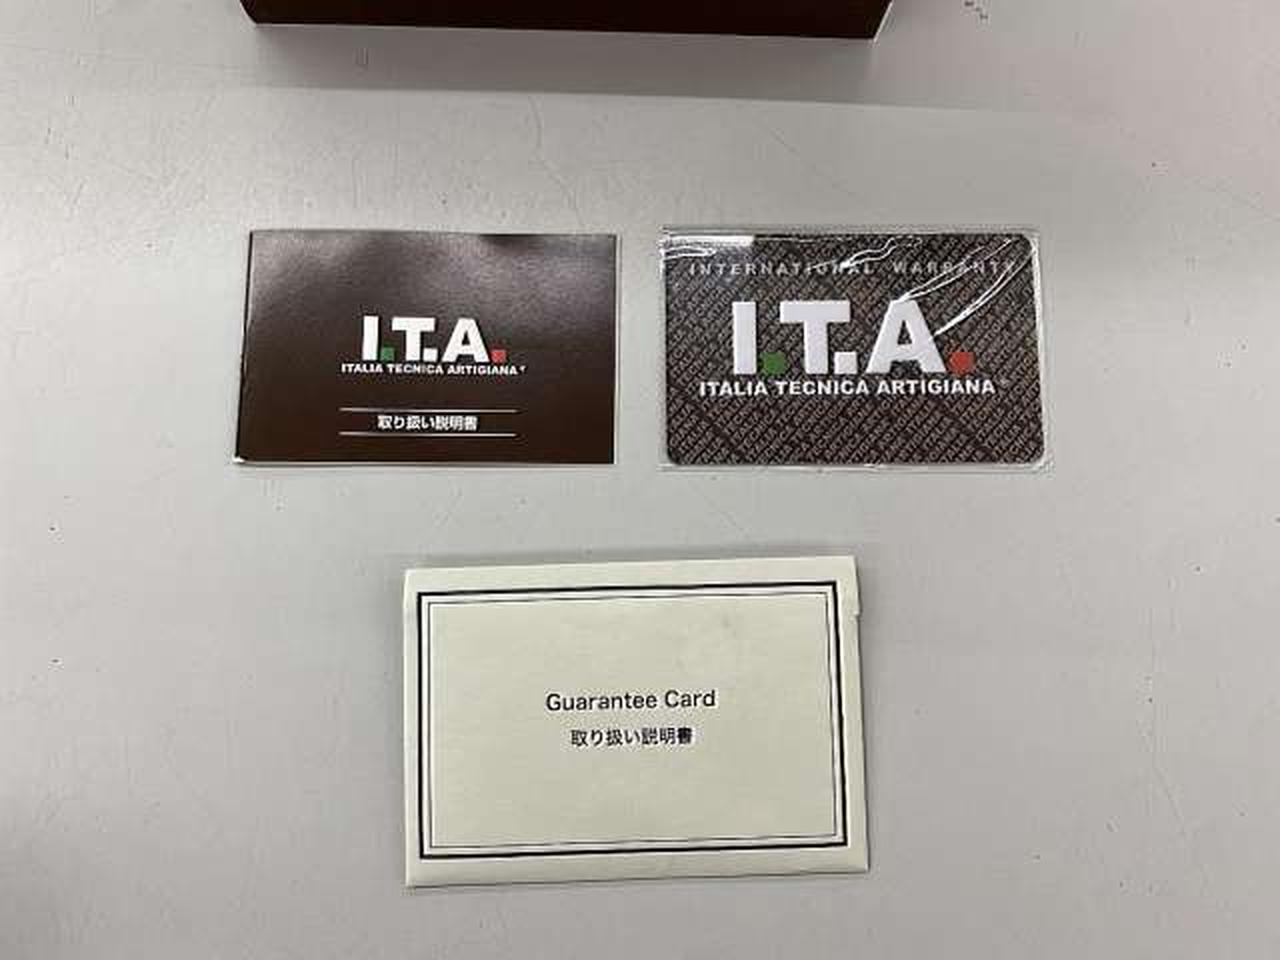 I.T.A.
ITALIA TECNICA ARTIGIANA
取り扱い説明書
INTERNATIONAL WARRANTY
I.T.A.
ITALIA TECNICA ARTIGIANA
Guarantee Card
取り扱い説明書